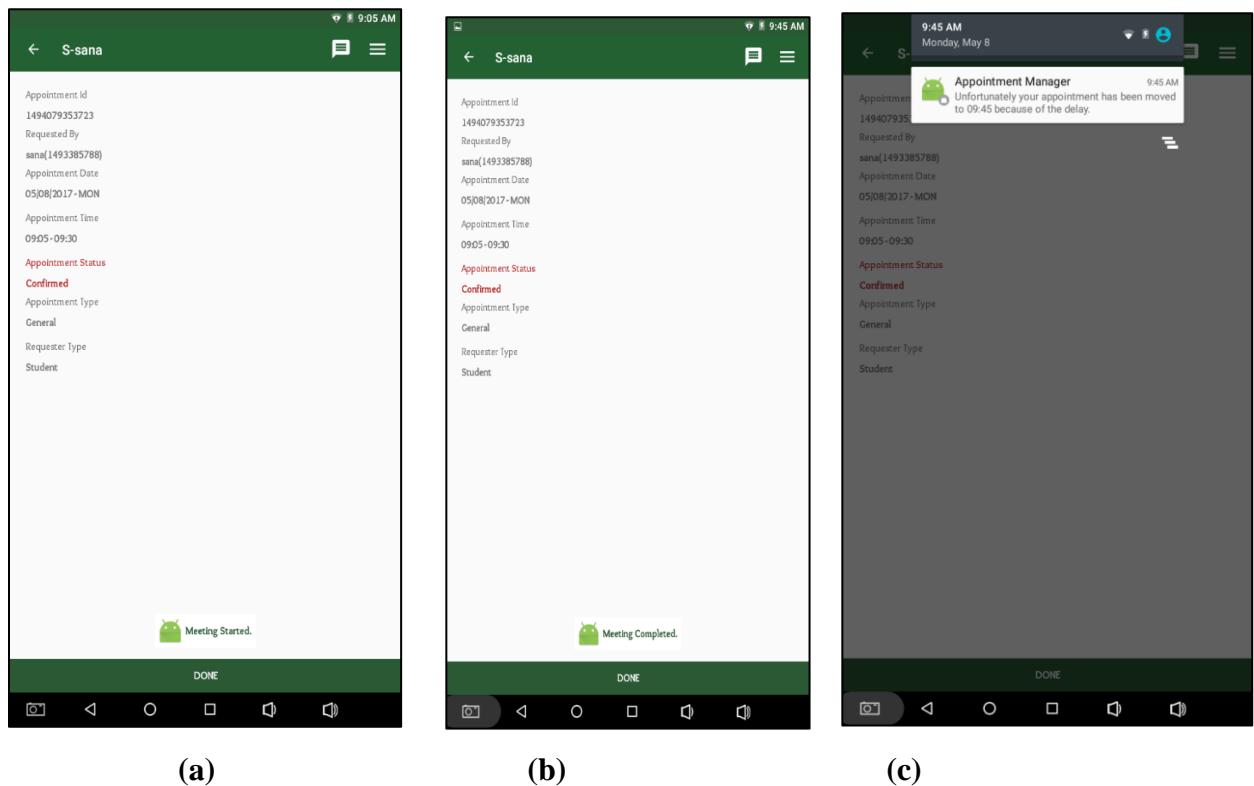 9:05 AM
S-sana
Appointment Id
1494079353723
Requested By
sana(1493385788)
Appointment Date
05/08/2017-MON
Appointment Time
09:05-09:30
Appointment Status
Confirmed
Appointment Type
General
Requester Type
Student
Meeting Started.
DONE
(a)
9:45 AM
S-sana
Appointment Id
1494079353723
Requested By
sana(1493385788)
Appointment Date
05/08/2017-MON
Appointment Time
09:05-09:30
Appointment Status
Confirmed
Appointment Type
General
Requester Type
Student
Meeting Completed.
DONE
(b)
9:45 AM
Monday, May 8
S-
Appointment Manager 9:45 AM
Unfortunately your appointment has been moved
to 09:45 because of the delay.
Appointmen
149407935
Requested By
sana(1493385788)
Appointment Date
05/08/2017-MON
Appointment Time
09:05-09:30
Appointment Status
Confirmed
Appointment Type
General
Requester Type
Student
DONE
(c)